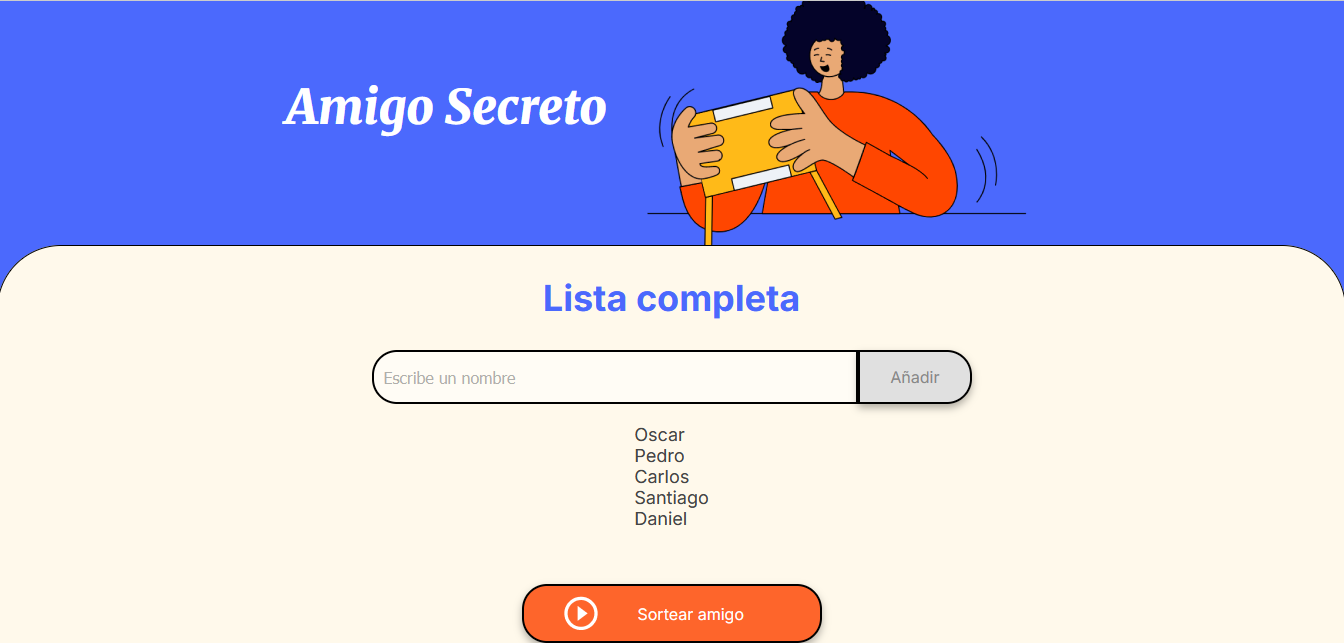 Amigo Secreto
Lista completa
Escribe un nombre
Añadir
Oscar
Pedro
Carlos
Santiago
Daniel
Sortear amigo